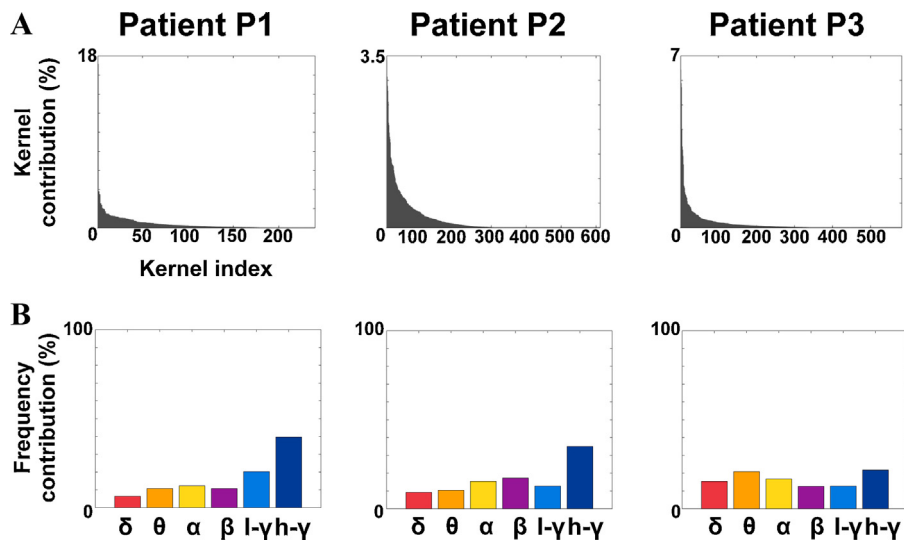 A
Patient P1
Patient P2
Patient P3
Kernel
contribution (%)
18
0
50
100
150
200
3.5
0
100 200 300 400 500 600
7
0
100
200
300
400
500
Kernel index
B
Frequency
contribution (%)
100
0
δ θ α β l-γ h-γ
100
0
δ θ α β l-γ h-γ
100
0
δ θ α β l-γ h-γ